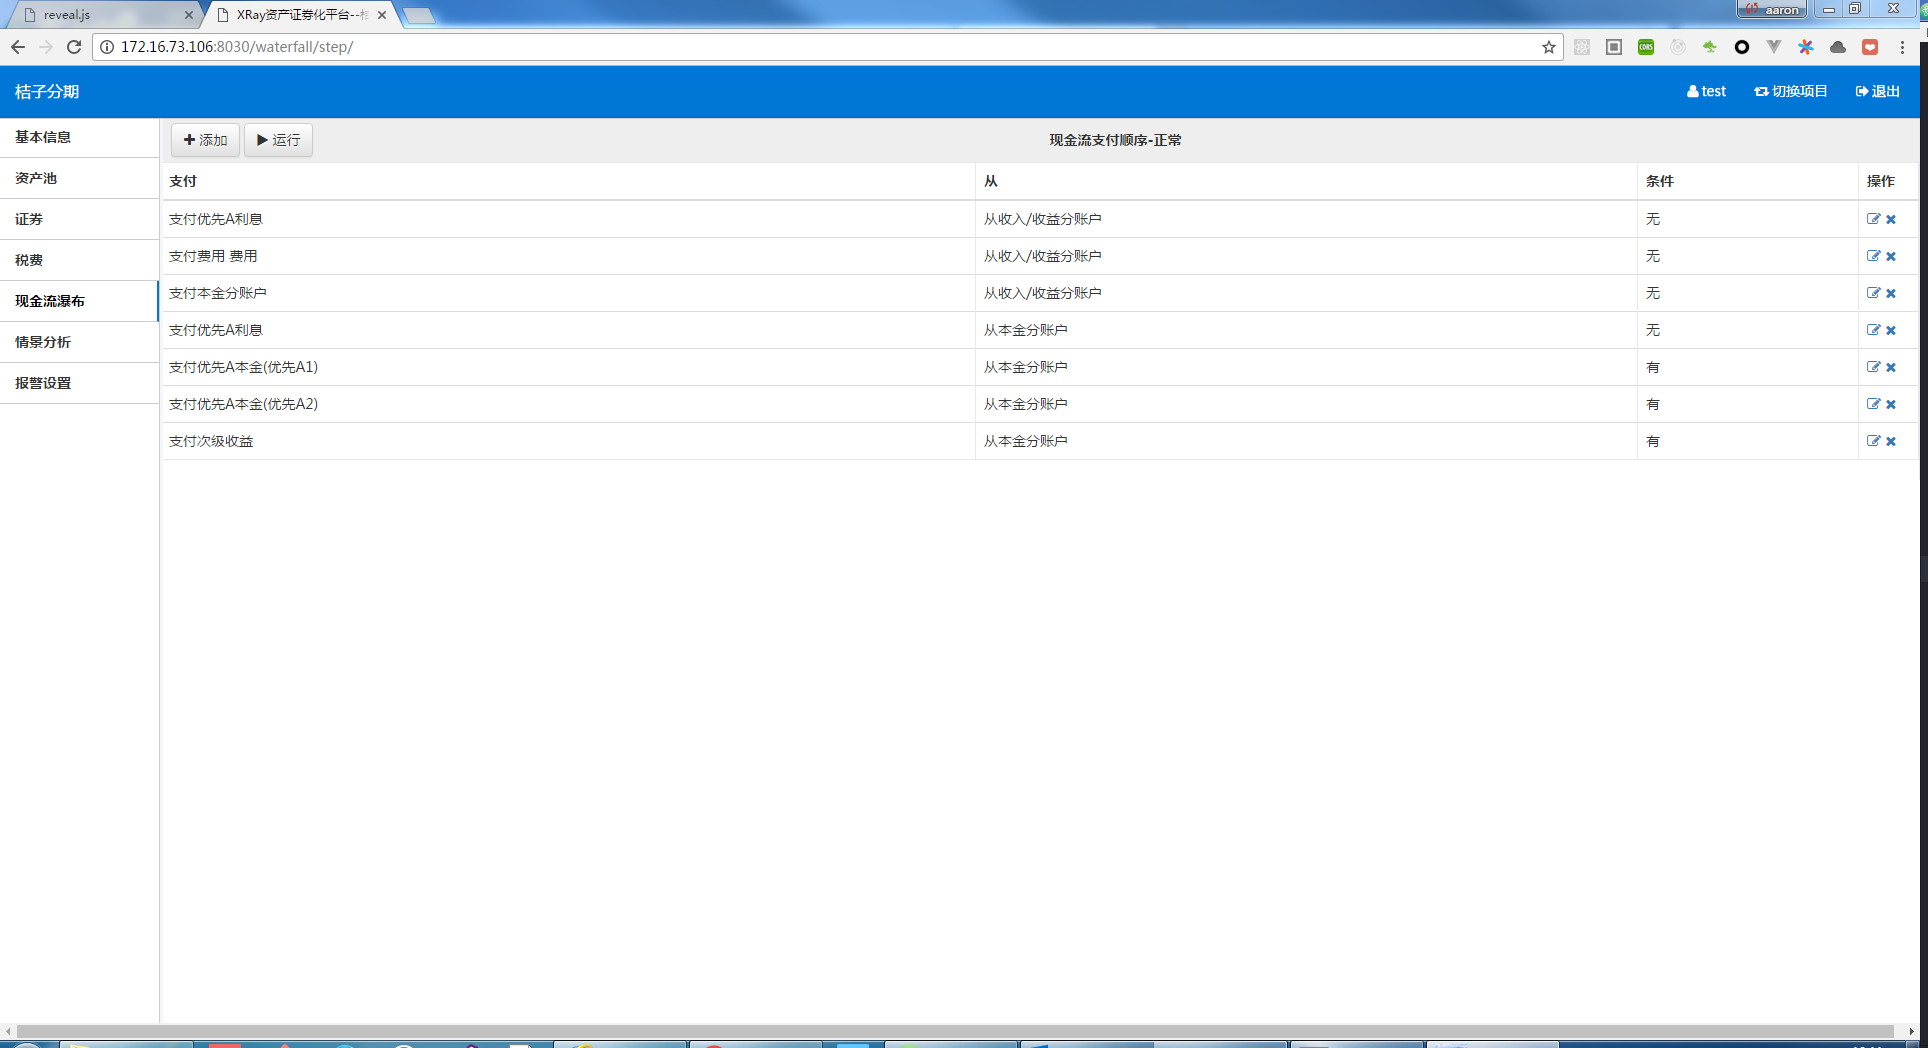 reveal.js
XRay资产证券化平台--桔
aaron
172.16.73.106:8030/waterfall/step/
CORS
桔子分期
test 切换项目 退出
基本信息
资产池
证券
税费
现金流瀑布
情景分析
报警设置
添加 运行 现金流支付顺序-正常
支付 从 条件 操作
支付优先A利息 从收入/收益分账户 无
支付费用 费用 从收入/收益分账户 无
支付本金分账户 从收入/收益分账户 无
支付优先A利息 从本金分账户 无
支付优先A本金(优先A1) 从本金分账户 有
支付优先A本金(优先A2) 从本金分账户 有
支付次级收益 从本金分账户 有